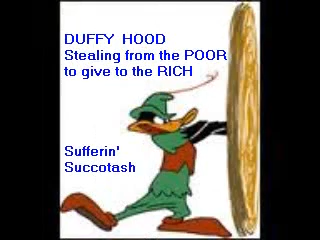 DUFFY HOOD
Stealing from the POOR
to give to the RICH
Sufferin'
Succotash